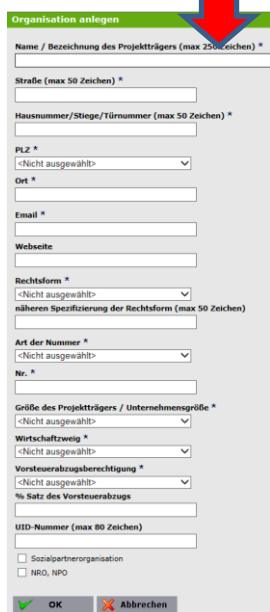 Organisation anlegen
Name / Bezeichnung des Projektträgers (max 250 Zeichen) *
Straße (max 50 Zeichen) *
Hausnummer/Stiege/Türnummer (max 50 Zeichen) *
PLZ *
<Nicht ausgewählt>
Ort *
Email *
Webseite
Rechtsform *
<Nicht ausgewählt>
näheren Spezifizierung der Rechtsform (max 50 Zeichen)
Art der Nummer *
<Nicht ausgewählt>
Nr. *
Größe des Projektträgers / Unternehmensgröße *
<Nicht ausgewählt>
Wirtschaftzweig *
<Nicht ausgewählt>
Vorsteuerabzugsberechtigung *
<Nicht ausgewählt>
% Satz des Vorsteuerabzugs
UID-Nummer (max 80 Zeichen)
Sozialpartnerorganisation
NRO, NPO
OK Abbrechen